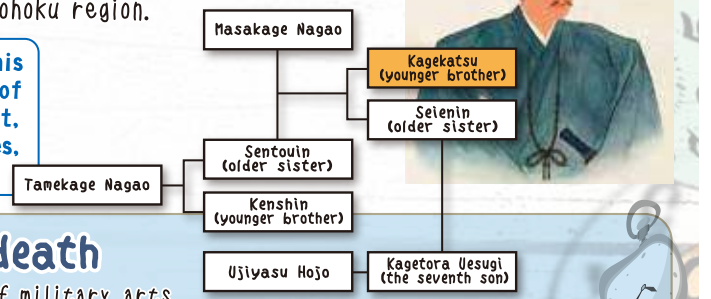 ohoku region.
his
of
t,
es,
Masakage Nagao
Kagekatsu
(younger brother)
Seienin
(older sister)
Sentouin
(older sister)
Tamekage Nagao
Kenshin
(younger brother)
death
f military arts
Ujiyasu Hojo
Kagetora Uesugi
(the seventh son)